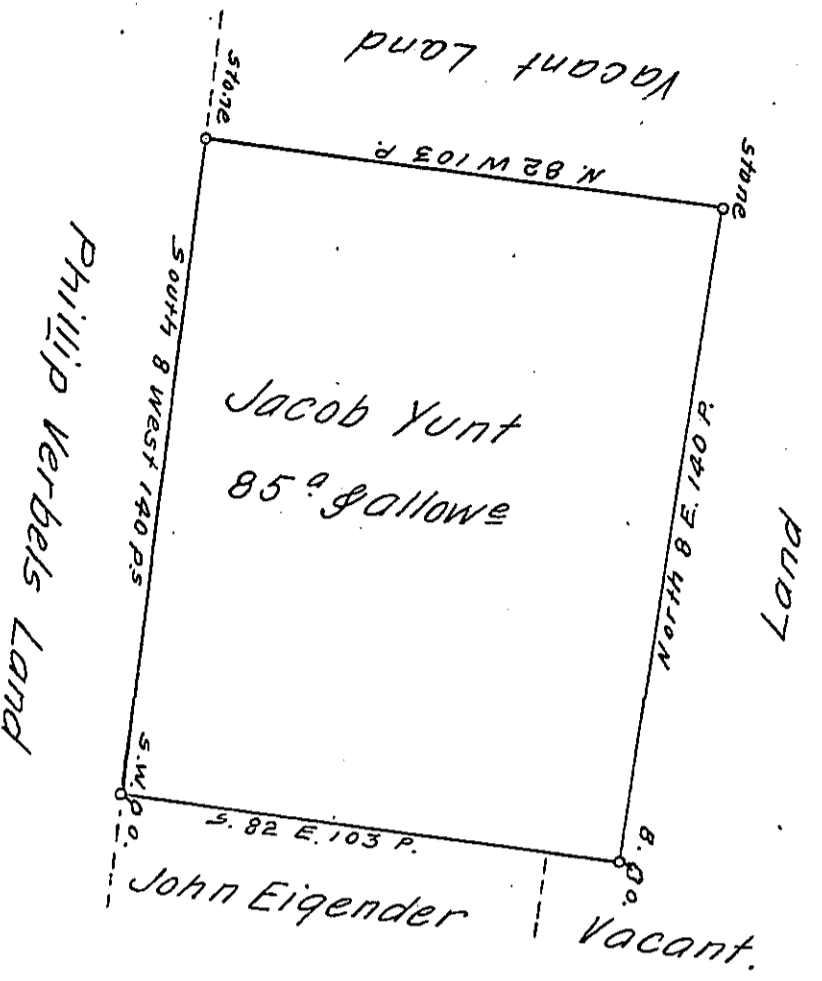 Vacant Land
stone
stone
N. 82 W 103 P.
Phillip Verbels Land
South 8 West 140 p.s
Jacob Yunt
85 a. & allowe
North 8 E. 140 P.
Land
S.W. O.
B. O.
S. 82 E. 103 P.
John Eigender
Vacant.